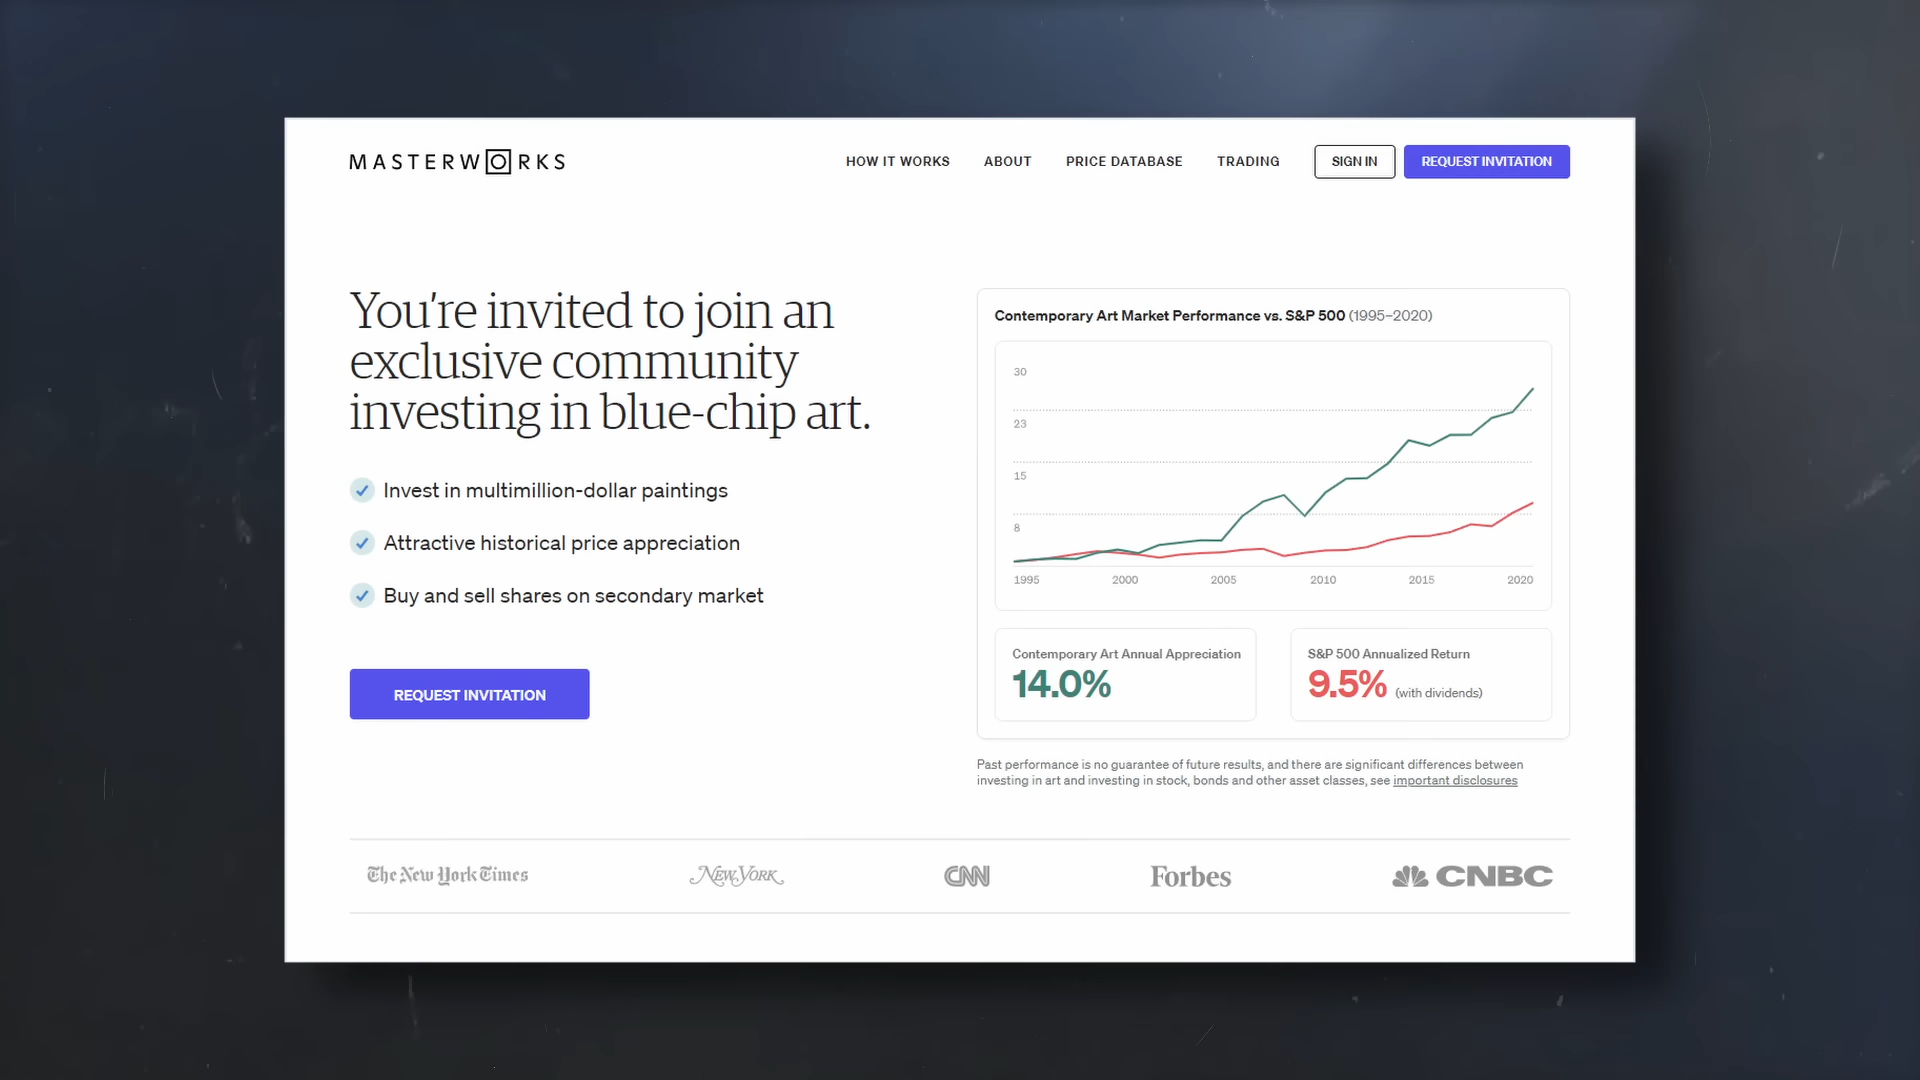 MASTERWORKS
HOW IT WORKS
ABOUT
PRICE DATABASE
TRADING
SIGN IN
REQUEST INVITATION
You're invited to join an
exclusive community
investing in blue-chip art.
Invest in multimillion-dollar paintings
Attractive historical price appreciation
Buy and sell shares on secondary market
REQUEST INVITATION
Contemporary Art Market Performance vs. S&P 500 (1995–2020)
30
23
15
8
1995 2000 2005 2010 2015 2020
Contemporary Art Annual Appreciation
14.0%
S&P 500 Annualized Return
9.5% (with dividends)
Past performance is no guarantee of future results, and there are significant differences between
investing in art and investing in stock, bonds and other asset classes, see important disclosures
The New York Times
NEW YORK
CNN
Forbes
CNBC